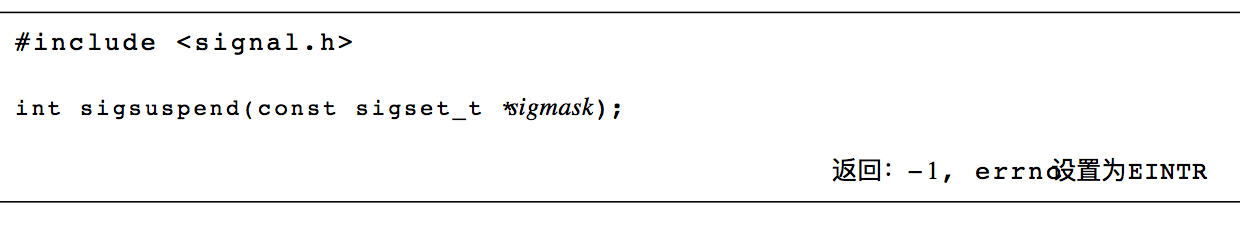 #include <signal.h>
int sigsuspend(const sigset_t *sigmask);
返回：-1, errno设置为EINTR